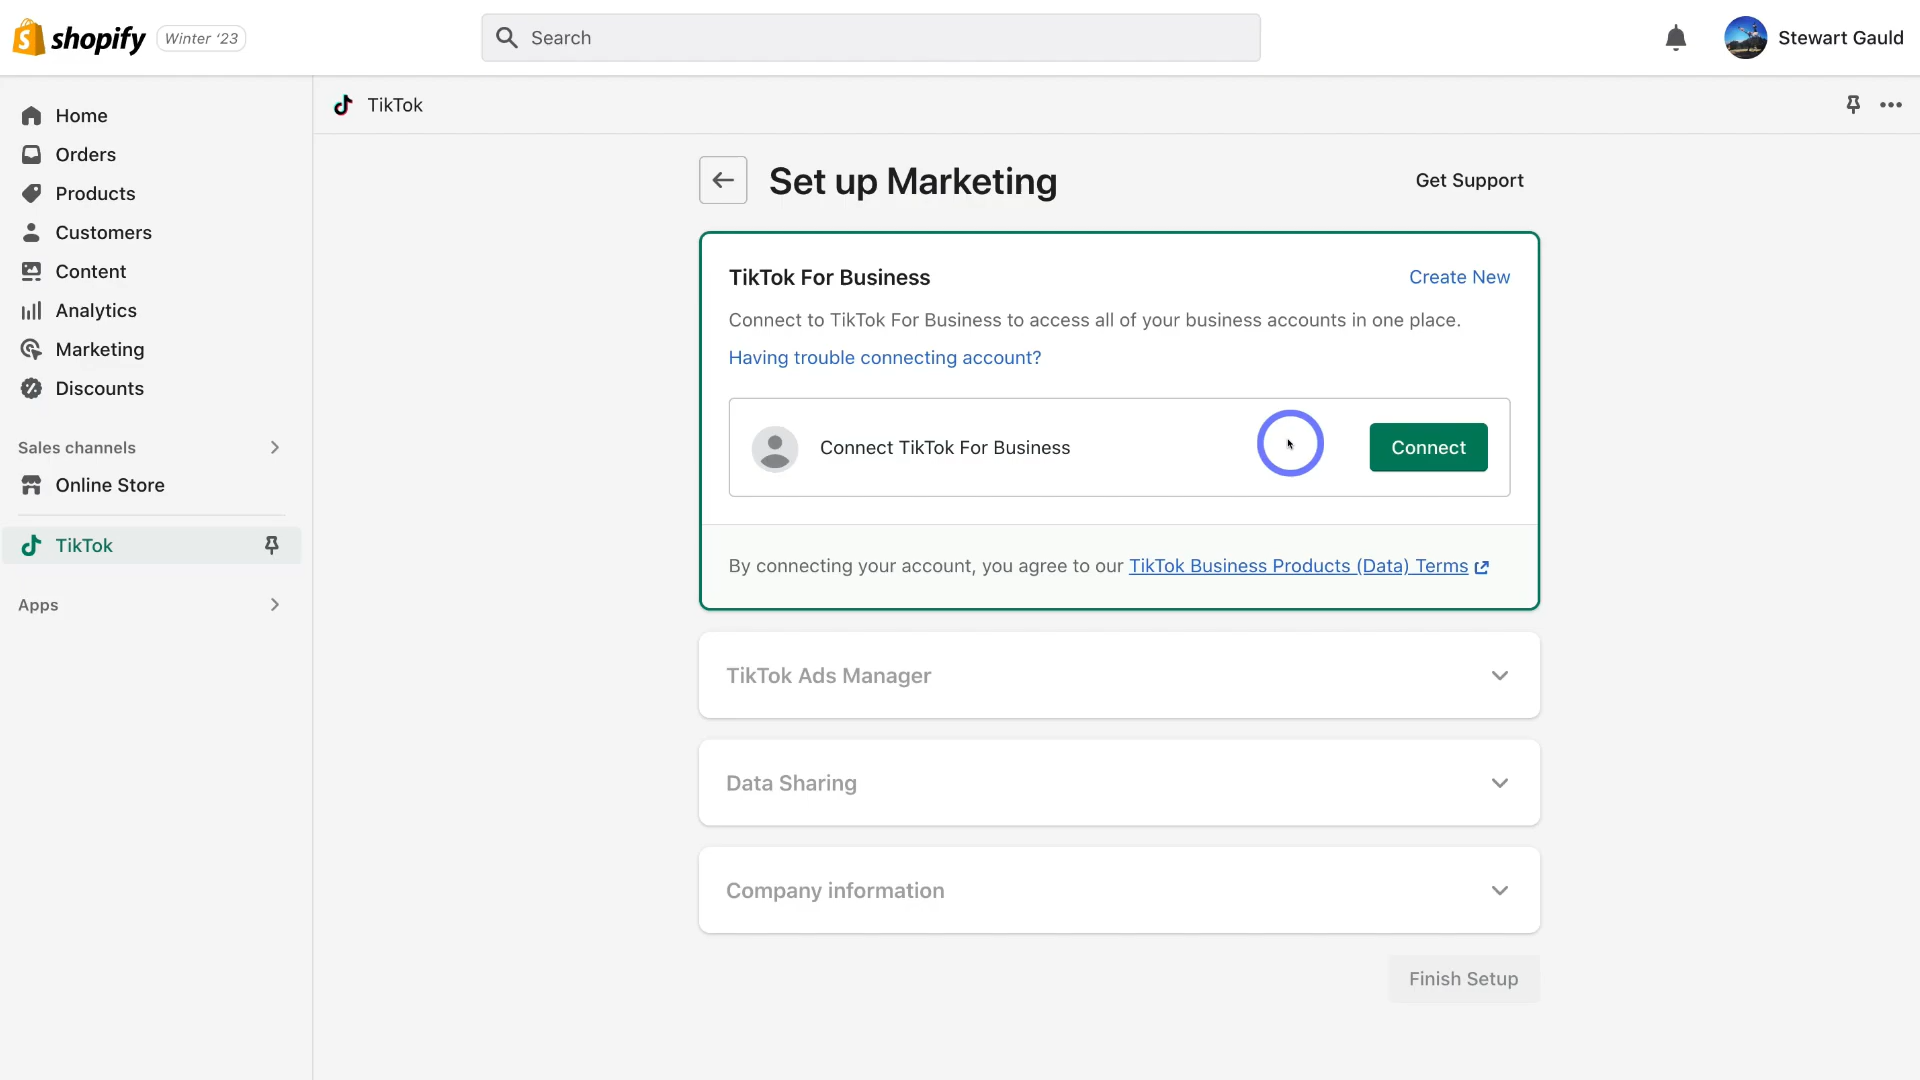 shopify
Winter ‘23
Search
Stewart Gauld
Home
Orders
Products
Customers
Content
Analytics
Marketing
Discounts
Sales channels
Online Store
TikTok
Apps
TikTok
Set up Marketing
Get Support
TikTok For Business
Create New
Connect to TikTok For Business to access all of your business accounts in one place.
Having trouble connecting account?
Connect TikTok For Business
Connect
By connecting your account, you agree to our TikTok Business Products (Data) Terms
TikTok Ads Manager
Data Sharing
Company information
Finish Setup